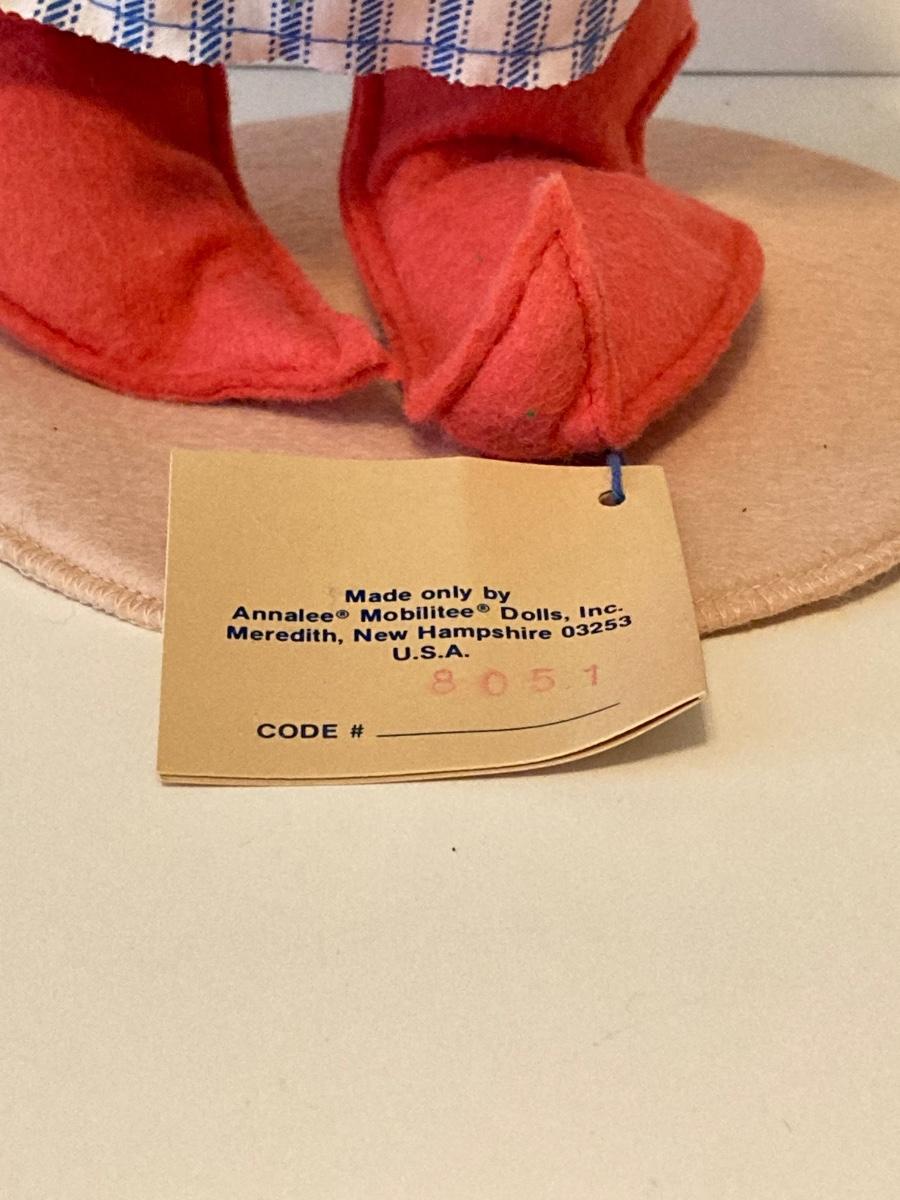 Made only by
Annalee® Mobilitee® Dolls, Inc.
Meredith, New Hampshire 03253
U.S.A.
8051
CODE #